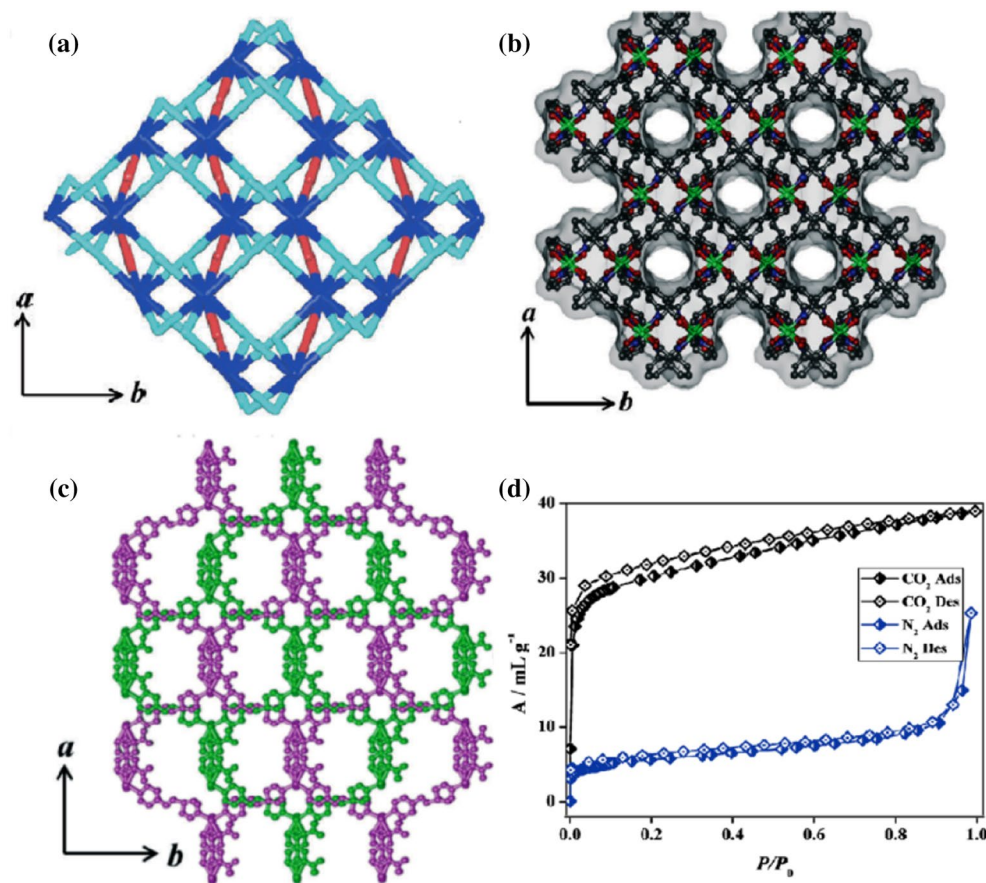 (a)
a
b
(b)
a
b
(c)
a
b
(d)
40
30
20
10
0
A / mL g⁻¹
CO₂ Ads
CO₂ Des
N₂ Ads
N₂ Des
0.0 0.2 0.4 0.6 0.8 1.0
P/P₀